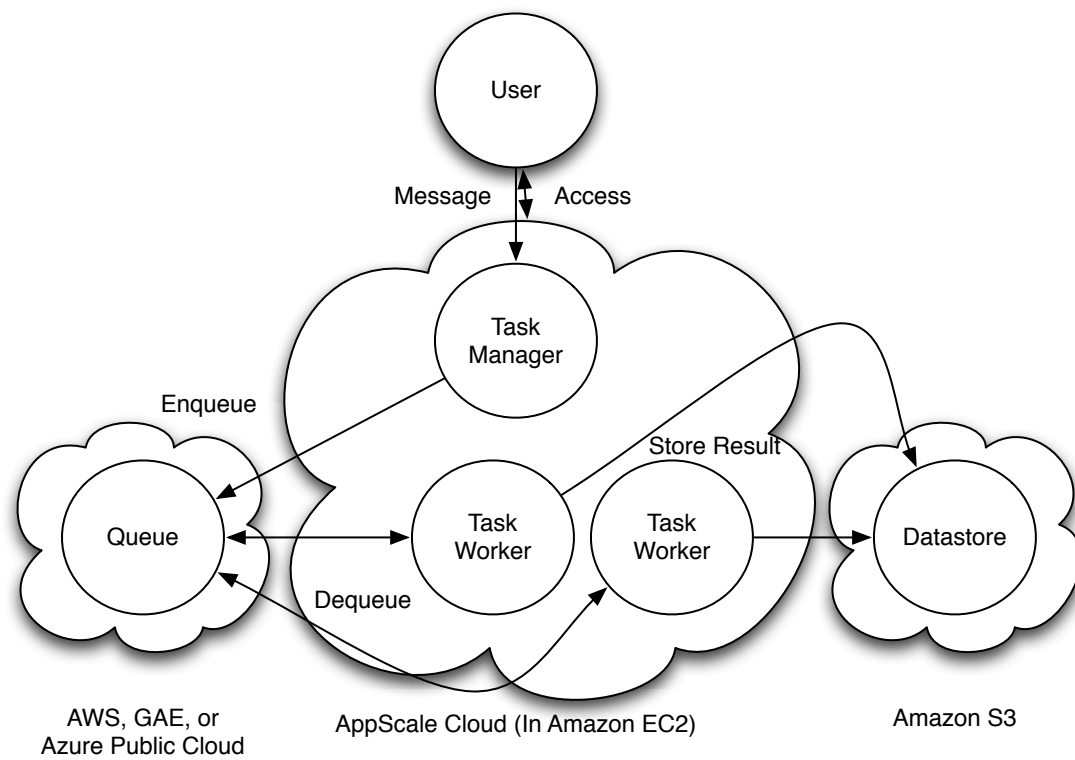 User
Message
Access
Task
Manager
Enqueue
Store Result
Queue
Task
Worker
Task
Worker
Datastore
Dequeue
AWS, GAE, or
Azure Public Cloud
AppScale Cloud (In Amazon EC2)
Amazon S3